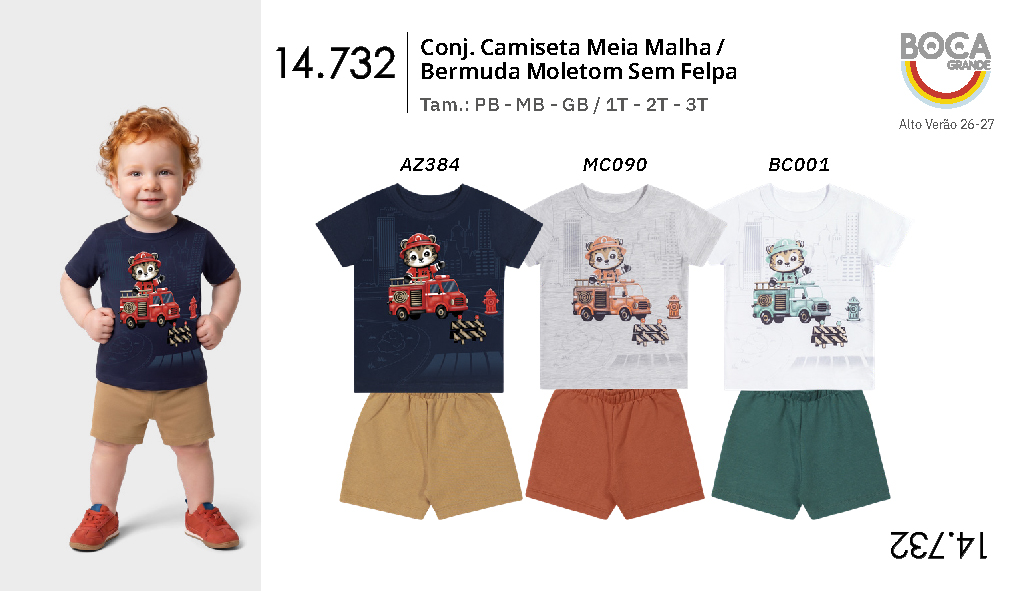 14.732
Conj. Camiseta Meia Malha /
Bermuda Moletom Sem Felpa
Tam.: PB - MB - GB / 1T - 2T - 3T
BOCA
GRANDE
Alto Verão 26-27
AZ384
MC090
BC001
14.732